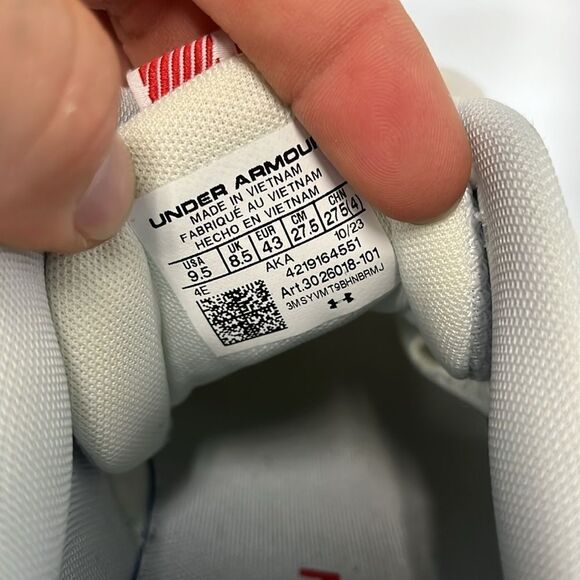 UNDER ARMOUR
MADE IN VIETNAM
FABRIQUÉ AU VIETNAM
HECHO EN VIETNAM
USA UK EUR CM CHN
9.5 8.5 43 27.5 275(4)
4E AKA 10/23
4219164551
Art.3026018-101
3MSYVMT9BHNBRMJ